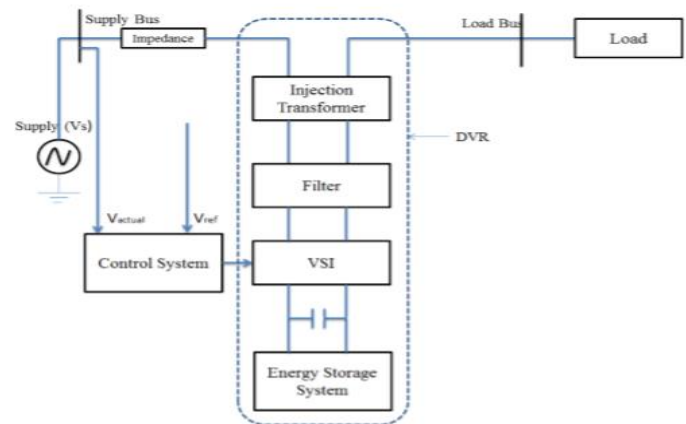 Supply Bus
Impedance
Load Bus
Load
Injection
Transformer
Supply (Vs)
DVR
Filter
Vactual
Vref
Control System
VSI
Energy Storage
System